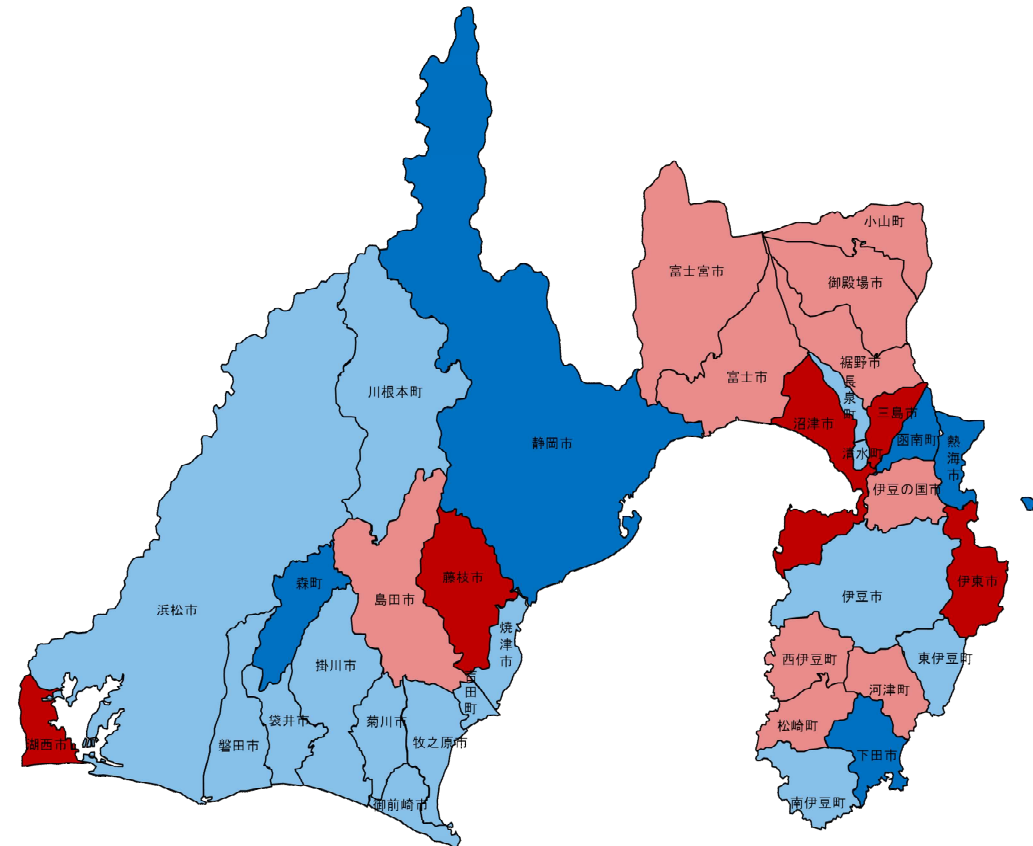 小山町
富士宮市
御殿場市
裾野市
富士市
長泉町
川根本町
三島市
沼津市
函南町
熱海市
静岡市
清水町
伊豆の国市
藤枝市
森町
伊東市
島田市
伊豆市
浜松市
焼津市
西伊豆町
東伊豆町
掛川市
吉田町
河津町
袋井市
菊川市
松崎町
湖西市
磐田市
牧之原市
下田市
御前崎市
南伊豆町